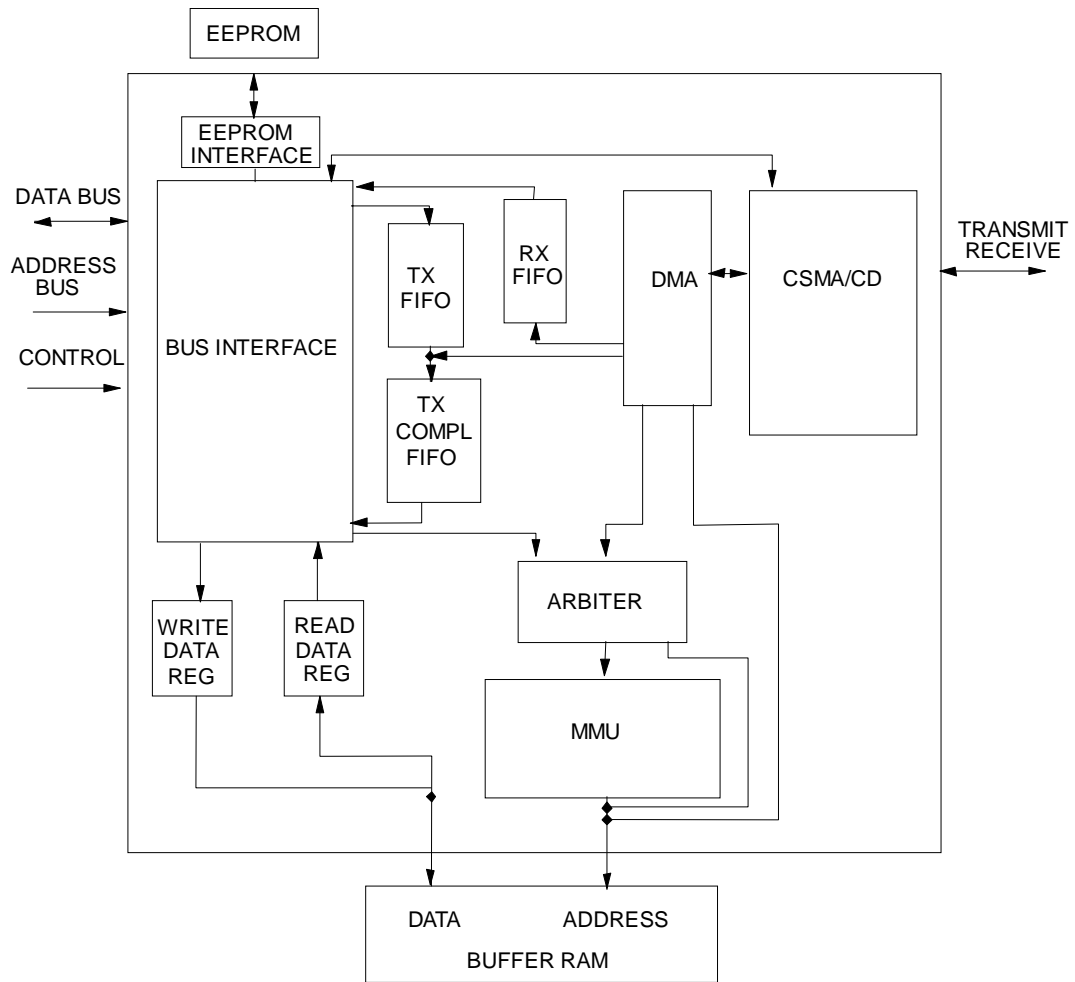 EEPROM
EEPROM
INTERFACE
DATA BUS
ADDRESS
BUS
CONTROL
BUS INTERFACE
TX
FIFO
RX
FIFO
DMA
CSMA/CD
TRANSMIT
RECEIVE
TX
COMPL
FIFO
WRITE
DATA
REG
READ
DATA
REG
ARBITER
MMU
DATA
ADDRESS
BUFFER RAM